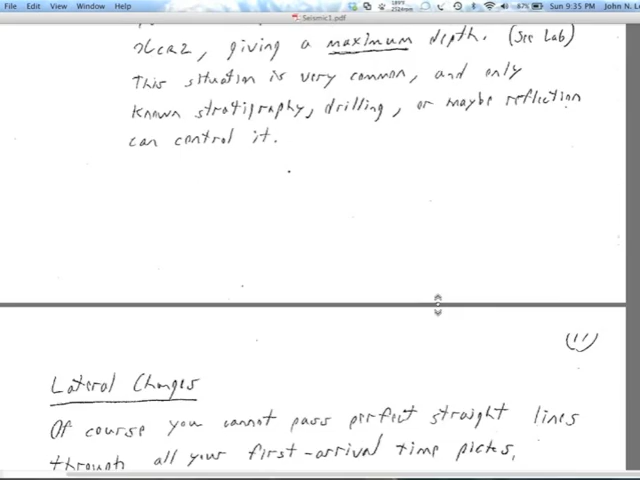 File Edit View Window Help
87% Sun 9:35 PM John N. L
Seismic1.pdf
xCR2, giving a maximum depth. (See Lab)
This situation is very common, and only
known stratigraphy, drilling, or maybe reflection
can control it.
(11)
Lateral Changes
Of course you cannot pass perfect straight lines
through all your first-arrival time picks,